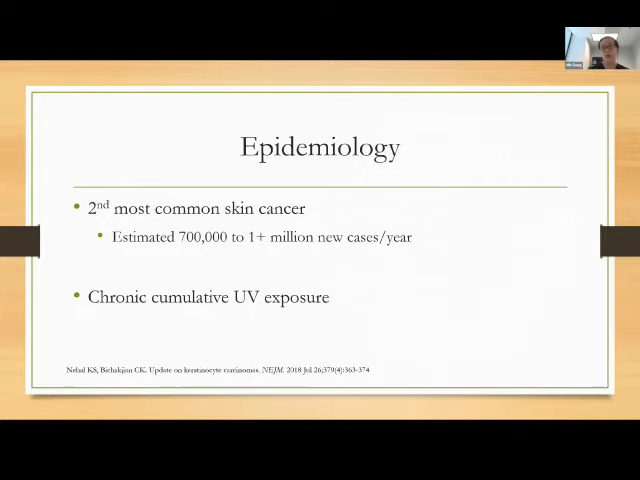 Epidemiology
• 2nd most common skin cancer
• Estimated 700,000 to 1+ million new cases/year
• Chronic cumulative UV exposure
Nehal KS, Bichakjian CK. Update on keratinocyte carcinomas. NEJM. 2018 Jul 26;379(4):363-374